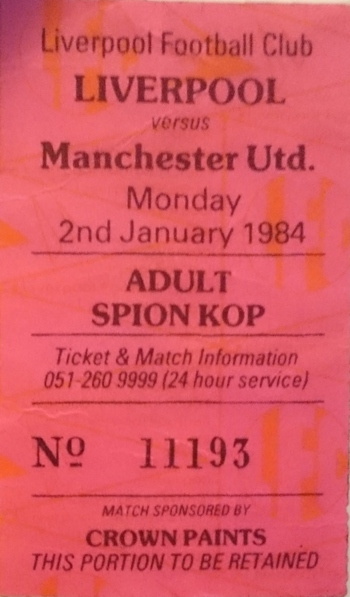 Liverpool Football Club
LIVERPOOL
versus
Manchester Utd.
Monday
2nd January 1984
ADULT
SPION KOP
Ticket & Match Information
051-260 9999 (24 hour service)
Nº 11193
MATCH SPONSORED BY
CROWN PAINTS
THIS PORTION TO BE RETAINED